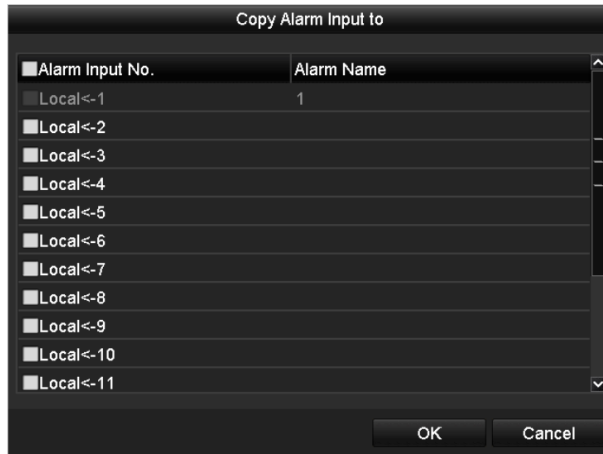 Copy Alarm Input to
Alarm Input No. Alarm Name
Local<-1 1
Local<-2
Local<-3
Local<-4
Local<-5
Local<-6
Local<-7
Local<-8
Local<-9
Local<-10
Local<-11
OK Cancel